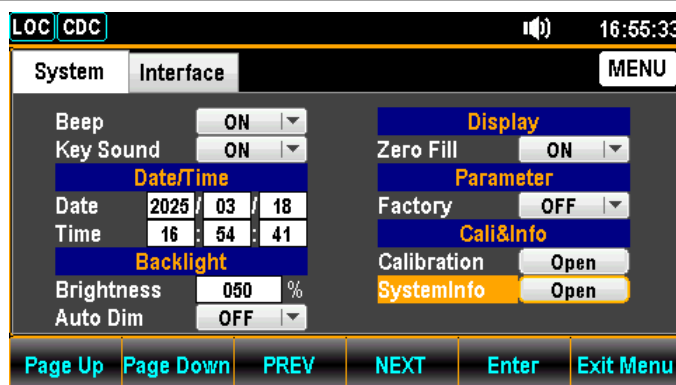 LOC CDC 16:55:33
System Interface MENU
Beep ON
Key Sound ON
Date/Time
Date 2025 / 03 / 18
Time 16 : 54 : 41
Backlight
Brightness 050 %
Auto Dim OFF
Display
Zero Fill ON
Parameter
Factory OFF
Cali&Info
Calibration Open
SystemInfo Open
Page Up Page Down PREV NEXT Enter Exit Menu